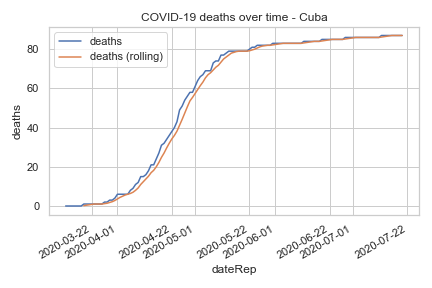 COVID-19 deaths over time - Cuba
deaths
deaths (rolling)
deaths
80
60
40
20
0
2020-03-22
2020-04-01
2020-04-22
2020-05-01
2020-05-22
2020-06-01
2020-06-22
2020-07-01
2020-07-22
dateRep